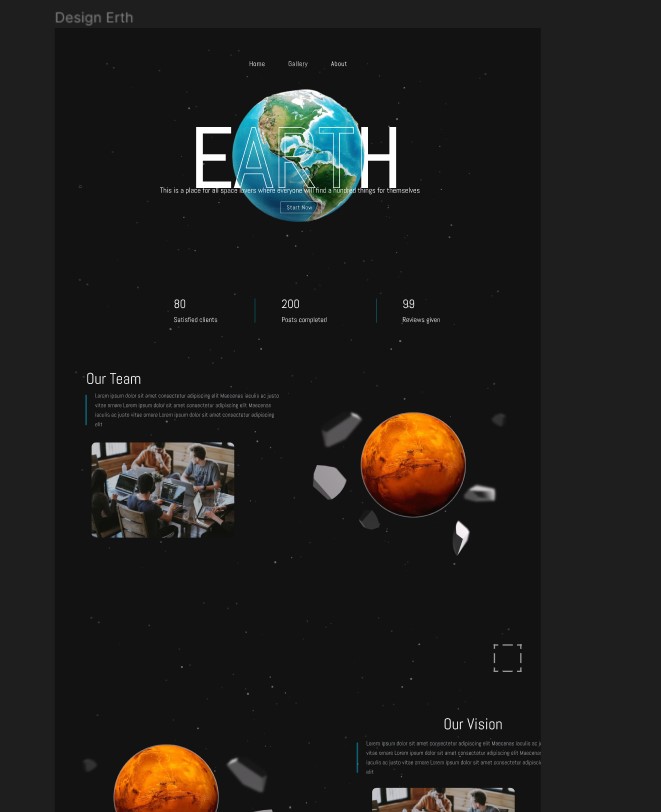 Design Erth
Home Gallery About
EARTH
This is a place for all space lovers where everyone will find a hundred things for themselves
Start Now
80 200 99
Satisfied clients Posts completed Reviews given
Our Team
Lorem ipsum dolor sit amet consectetur adipiscing elit Maecenas iaculis ac justo
vitae ornare Lorem ipsum dolor sit amet consectetur adipiscing elit Maecenas
iaculis ac justo vitae ornare Lorem ipsum dolor sit amet consectetur adipiscing
elit
Our Vision
Lorem ipsum dolor sit amet consectetur adipiscing elit Maecenas iaculis ac
vitae ornare Lorem ipsum dolor sit amet consectetur adipiscing elit Maecenas
iaculis ac justo vitae ornare Lorem ipsum dolor sit amet consectetur
elit